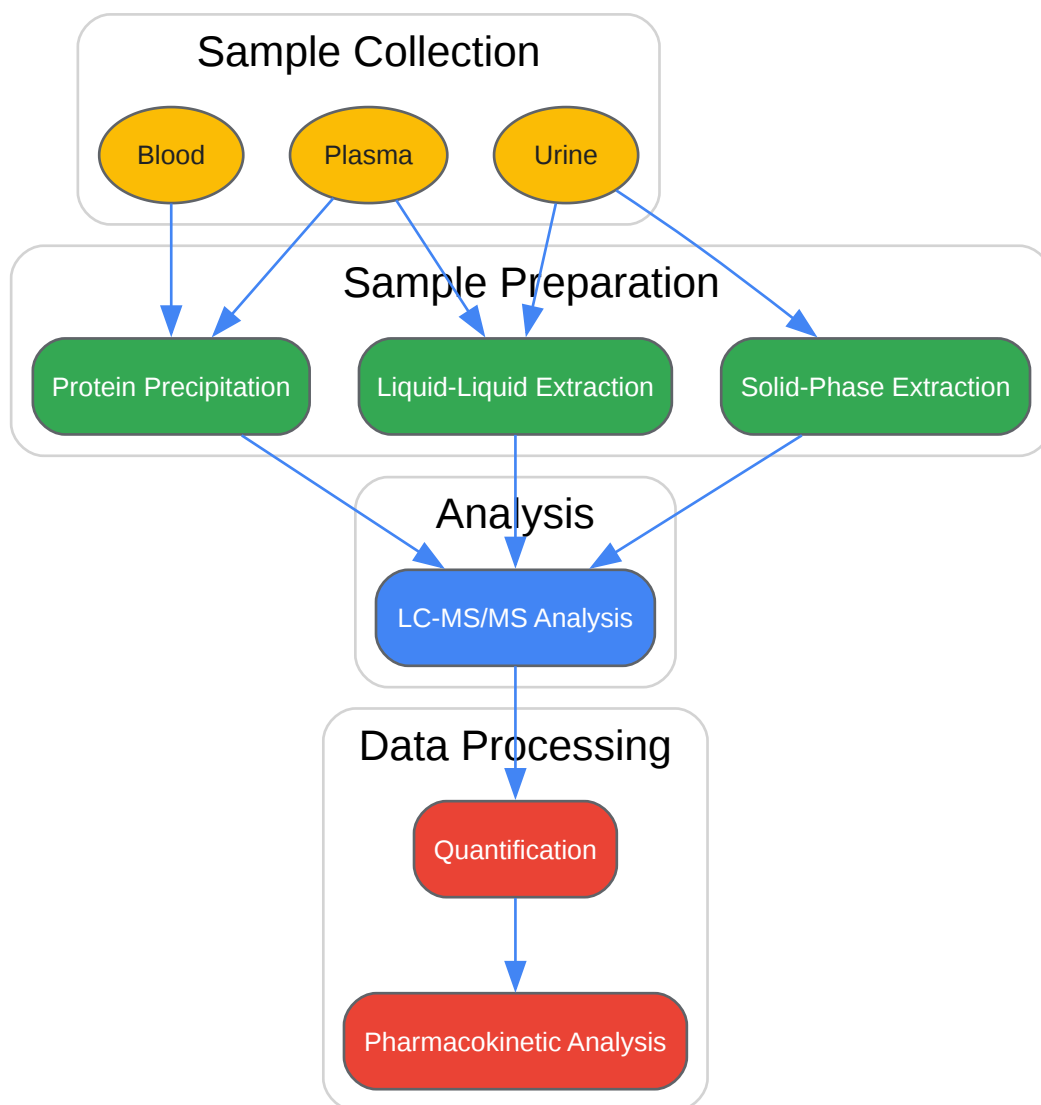 Sample Collection
Blood
Plasma
Urine
Sample Preparation
Protein Precipitation
Liquid-Liquid Extraction
Solid-Phase Extraction
Analysis
LC-MS/MS Analysis
Data Processing
Quantification
Pharmacokinetic Analysis